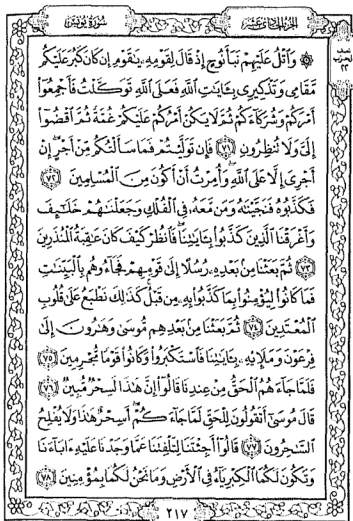 الجزء الحادي عشر سورة يونس
نصف الحزب ٢٢
۞ وَٱتْلُ عَلَيْهِمْ نَبَأَ نُوحٍ إِذْ قَالَ لِقَوْمِهِۦ يَٰقَوْمِ إِن كَانَ كَبُرَ عَلَيْكُم
مَّقَامِى وَتَذْكِيرِى بِـَٔايَٰتِ ٱللَّهِ فَعَلَى ٱللَّهِ تَوَكَّلْتُ فَأَجْمِعُوٓا۟
أَمْرَكُمْ وَشُرَكَآءَكُمْ ثُمَّ لَا يَكُنْ أَمْرُكُمْ عَلَيْكُمْ غُمَّةً ثُمَّ ٱقْضُوٓا۟
إِلَىَّ وَلَا تُنظِرُونِ ﴿٧١﴾ فَإِن تَوَلَّيْتُمْ فَمَا سَأَلْتُكُم مِّنْ أَجْرٍ إِنْ
أَجْرِىَ إِلَّا عَلَى ٱللَّهِ وَأُمِرْتُ أَنْ أَكُونَ مِنَ ٱلْمُسْلِمِينَ ﴿٧٢﴾
فَكَذَّبُوهُ فَنَجَّيْنَٰهُ وَمَن مَّعَهُۥ فِى ٱلْفُلْكِ وَجَعَلْنَٰهُمْ خَلَٰٓئِفَ
وَأَغْرَقْنَا ٱلَّذِينَ كَذَّبُوا۟ بِـَٔايَٰتِنَا فَٱنظُرْ كَيْفَ كَانَ عَٰقِبَةُ ٱلْمُنذَرِينَ
﴿٧٣﴾ ثُمَّ بَعَثْنَا مِنۢ بَعْدِهِۦ رُسُلًا إِلَىٰ قَوْمِهِمْ فَجَآءُوهُم بِٱلْبَيِّنَٰتِ
فَمَا كَانُوا۟ لِيُؤْمِنُوا۟ بِمَا كَذَّبُوا۟ بِهِۦ مِن قَبْلُ كَذَٰلِكَ نَطْبَعُ عَلَىٰ قُلُوبِ
ٱلْمُعْتَدِينَ ﴿٧٤﴾ ثُمَّ بَعَثْنَا مِنۢ بَعْدِهِم مُّوسَىٰ وَهَٰرُونَ إِلَىٰ
فِرْعَوْنَ وَمَلَإِي۟هِۦ بِـَٔايَٰتِنَا فَٱسْتَكْبَرُوا۟ وَكَانُوا۟ قَوْمًا مُّجْرِمِينَ ﴿٧٥﴾
فَلَمَّا جَآءَهُمُ ٱلْحَقُّ مِنْ عِندِنَا قَالُوٓا۟ إِنَّ هَٰذَا لَسِحْرٌ مُّبِينٌ ﴿٧٦﴾
قَالَ مُوسَىٰٓ أَتَقُولُونَ لِلْحَقِّ لَمَّا جَآءَكُمْ أَسِحْرٌ هَٰذَا وَلَا يُفْلِحُ
ٱلسَّٰحِرُونَ ﴿٧٧﴾ قَالُوٓا۟ أَجِئْتَنَا لِتَلْفِتَنَا عَمَّا وَجَدْنَا عَلَيْهِ ءَابَآءَنَا
وَتَكُونَ لَكُمَا ٱلْكِبْرِيَآءُ فِى ٱلْأَرْضِ وَمَا نَحْنُ لَكُمَا بِمُؤْمِنِينَ ﴿٧٨﴾
٢١٧